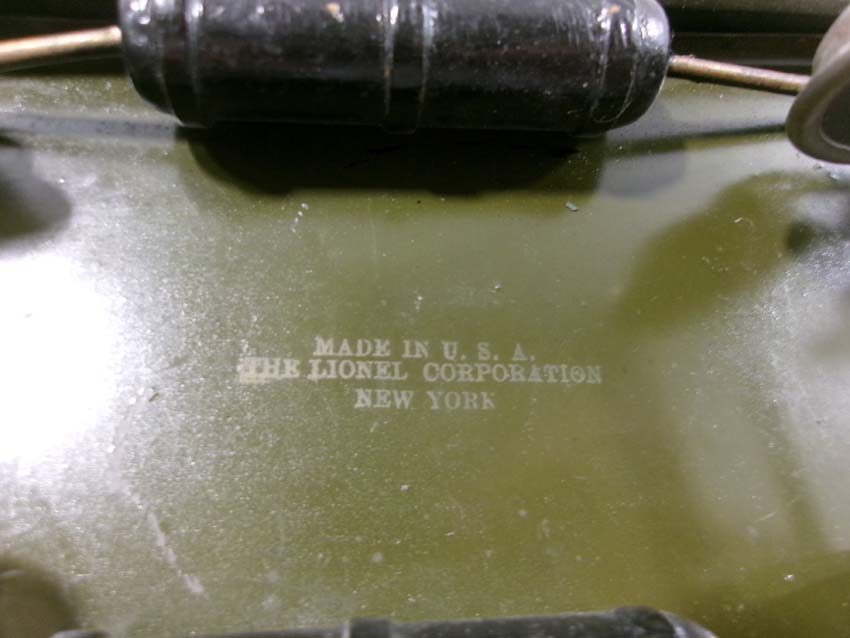 MADE IN U. S. A.
THE LIONEL CORPORATION
NEW YORK